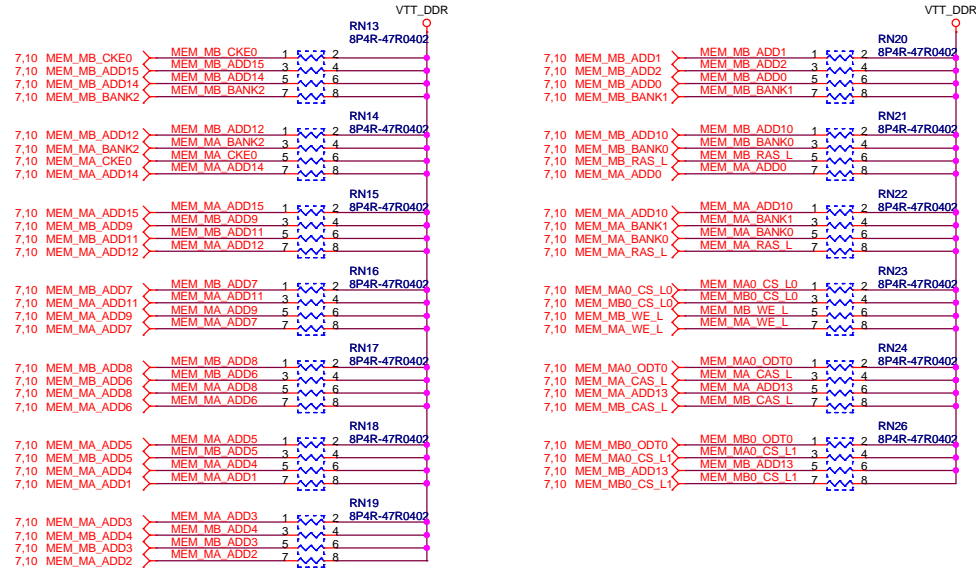 VTT_DDR
RN13
8P4R-47R0402
7,10 MEM_MB_CKE0 MEM_MB_CKE0 1 2
7,10 MEM_MB_ADD15 MEM_MB_ADD15 3 4
7,10 MEM_MB_ADD14 MEM_MB_ADD14 5 6
7,10 MEM_MB_BANK2 MEM_MB_BANK2 7 8
RN14
8P4R-47R0402
7,10 MEM_MB_ADD12 MEM_MB_ADD12 1 2
7,10 MEM_MA_BANK2 MEM_MA_BANK2 3 4
7,10 MEM_MA_CKE0 MEM_MA_CKE0 5 6
7,10 MEM_MA_ADD14 MEM_MA_ADD14 7 8
RN15
8P4R-47R0402
7,10 MEM_MA_ADD15 MEM_MA_ADD15 1 2
7,10 MEM_MB_ADD9 MEM_MB_ADD9 3 4
7,10 MEM_MB_ADD11 MEM_MB_ADD11 5 6
7,10 MEM_MA_ADD12 MEM_MA_ADD12 7 8
RN16
8P4R-47R0402
7,10 MEM_MB_ADD7 MEM_MB_ADD7 1 2
7,10 MEM_MA_ADD11 MEM_MA_ADD11 3 4
7,10 MEM_MA_ADD9 MEM_MA_ADD9 5 6
7,10 MEM_MA_ADD7 MEM_MA_ADD7 7 8
RN17
8P4R-47R0402
7,10 MEM_MB_ADD8 MEM_MB_ADD8 1 2
7,10 MEM_MB_ADD6 MEM_MB_ADD6 3 4
7,10 MEM_MA_ADD8 MEM_MA_ADD8 5 6
7,10 MEM_MA_ADD6 MEM_MA_ADD6 7 8
RN18
8P4R-47R0402
7,10 MEM_MA_ADD5 MEM_MA_ADD5 1 2
7,10 MEM_MB_ADD5 MEM_MB_ADD5 3 4
7,10 MEM_MA_ADD4 MEM_MA_ADD4 5 6
7,10 MEM_MA_ADD1 MEM_MA_ADD1 7 8
RN19
8P4R-47R0402
7,10 MEM_MA_ADD3 MEM_MA_ADD3 1 2
7,10 MEM_MB_ADD4 MEM_MB_ADD4 3 4
7,10 MEM_MB_ADD3 MEM_MB_ADD3 5 6
7,10 MEM_MA_ADD2 MEM_MA_ADD2 7 8
VTT_DDR
RN20
8P4R-47R0402
7,10 MEM_MB_ADD1 MEM_MB_ADD1 1 2
7,10 MEM_MB_ADD2 MEM_MB_ADD2 3 4
7,10 MEM_MB_ADD0 MEM_MB_ADD0 5 6
7,10 MEM_MB_BANK1 MEM_MB_BANK1 7 8
RN21
8P4R-47R0402
7,10 MEM_MB_ADD10 MEM_MB_ADD10 1 2
7,10 MEM_MB_BANK0 MEM_MB_BANK0 3 4
7,10 MEM_MB_RAS_L MEM_MB_RAS_L 5 6
7,10 MEM_MA_ADD0 MEM_MA_ADD0 7 8
RN22
8P4R-47R0402
7,10 MEM_MA_ADD10 MEM_MA_ADD10 1 2
7,10 MEM_MA_BANK1 MEM_MA_BANK1 3 4
7,10 MEM_MA_BANK0 MEM_MA_BANK0 5 6
7,10 MEM_MA_RAS_L MEM_MA_RAS_L 7 8
RN23
8P4R-47R0402
7,10 MEM_MA0_CS_L0 MEM_MA0_CS_L0 1 2
7,10 MEM_MB0_CS_L0 MEM_MB0_CS_L0 3 4
7,10 MEM_MB_WE_L MEM_MB_WE_L 5 6
7,10 MEM_MA_WE_L MEM_MA_WE_L 7 8
RN24
8P4R-47R0402
7,10 MEM_MA0_ODT0 MEM_MA0_ODT0 1 2
7,10 MEM_MA_CAS_L MEM_MA_CAS_L 3 4
7,10 MEM_MA_ADD13 MEM_MA_ADD13 5 6
7,10 MEM_MB_CAS_L MEM_MB_CAS_L 7 8
RN26
8P4R-47R0402
7,10 MEM_MB0_ODT0 MEM_MB0_ODT0 1 2
7,10 MEM_MA0_CS_L1 MEM_MA0_CS_L1 3 4
7,10 MEM_MB_ADD13 MEM_MB_ADD13 5 6
7,10 MEM_MB0_CS_L1 MEM_MB0_CS_L1 7 8